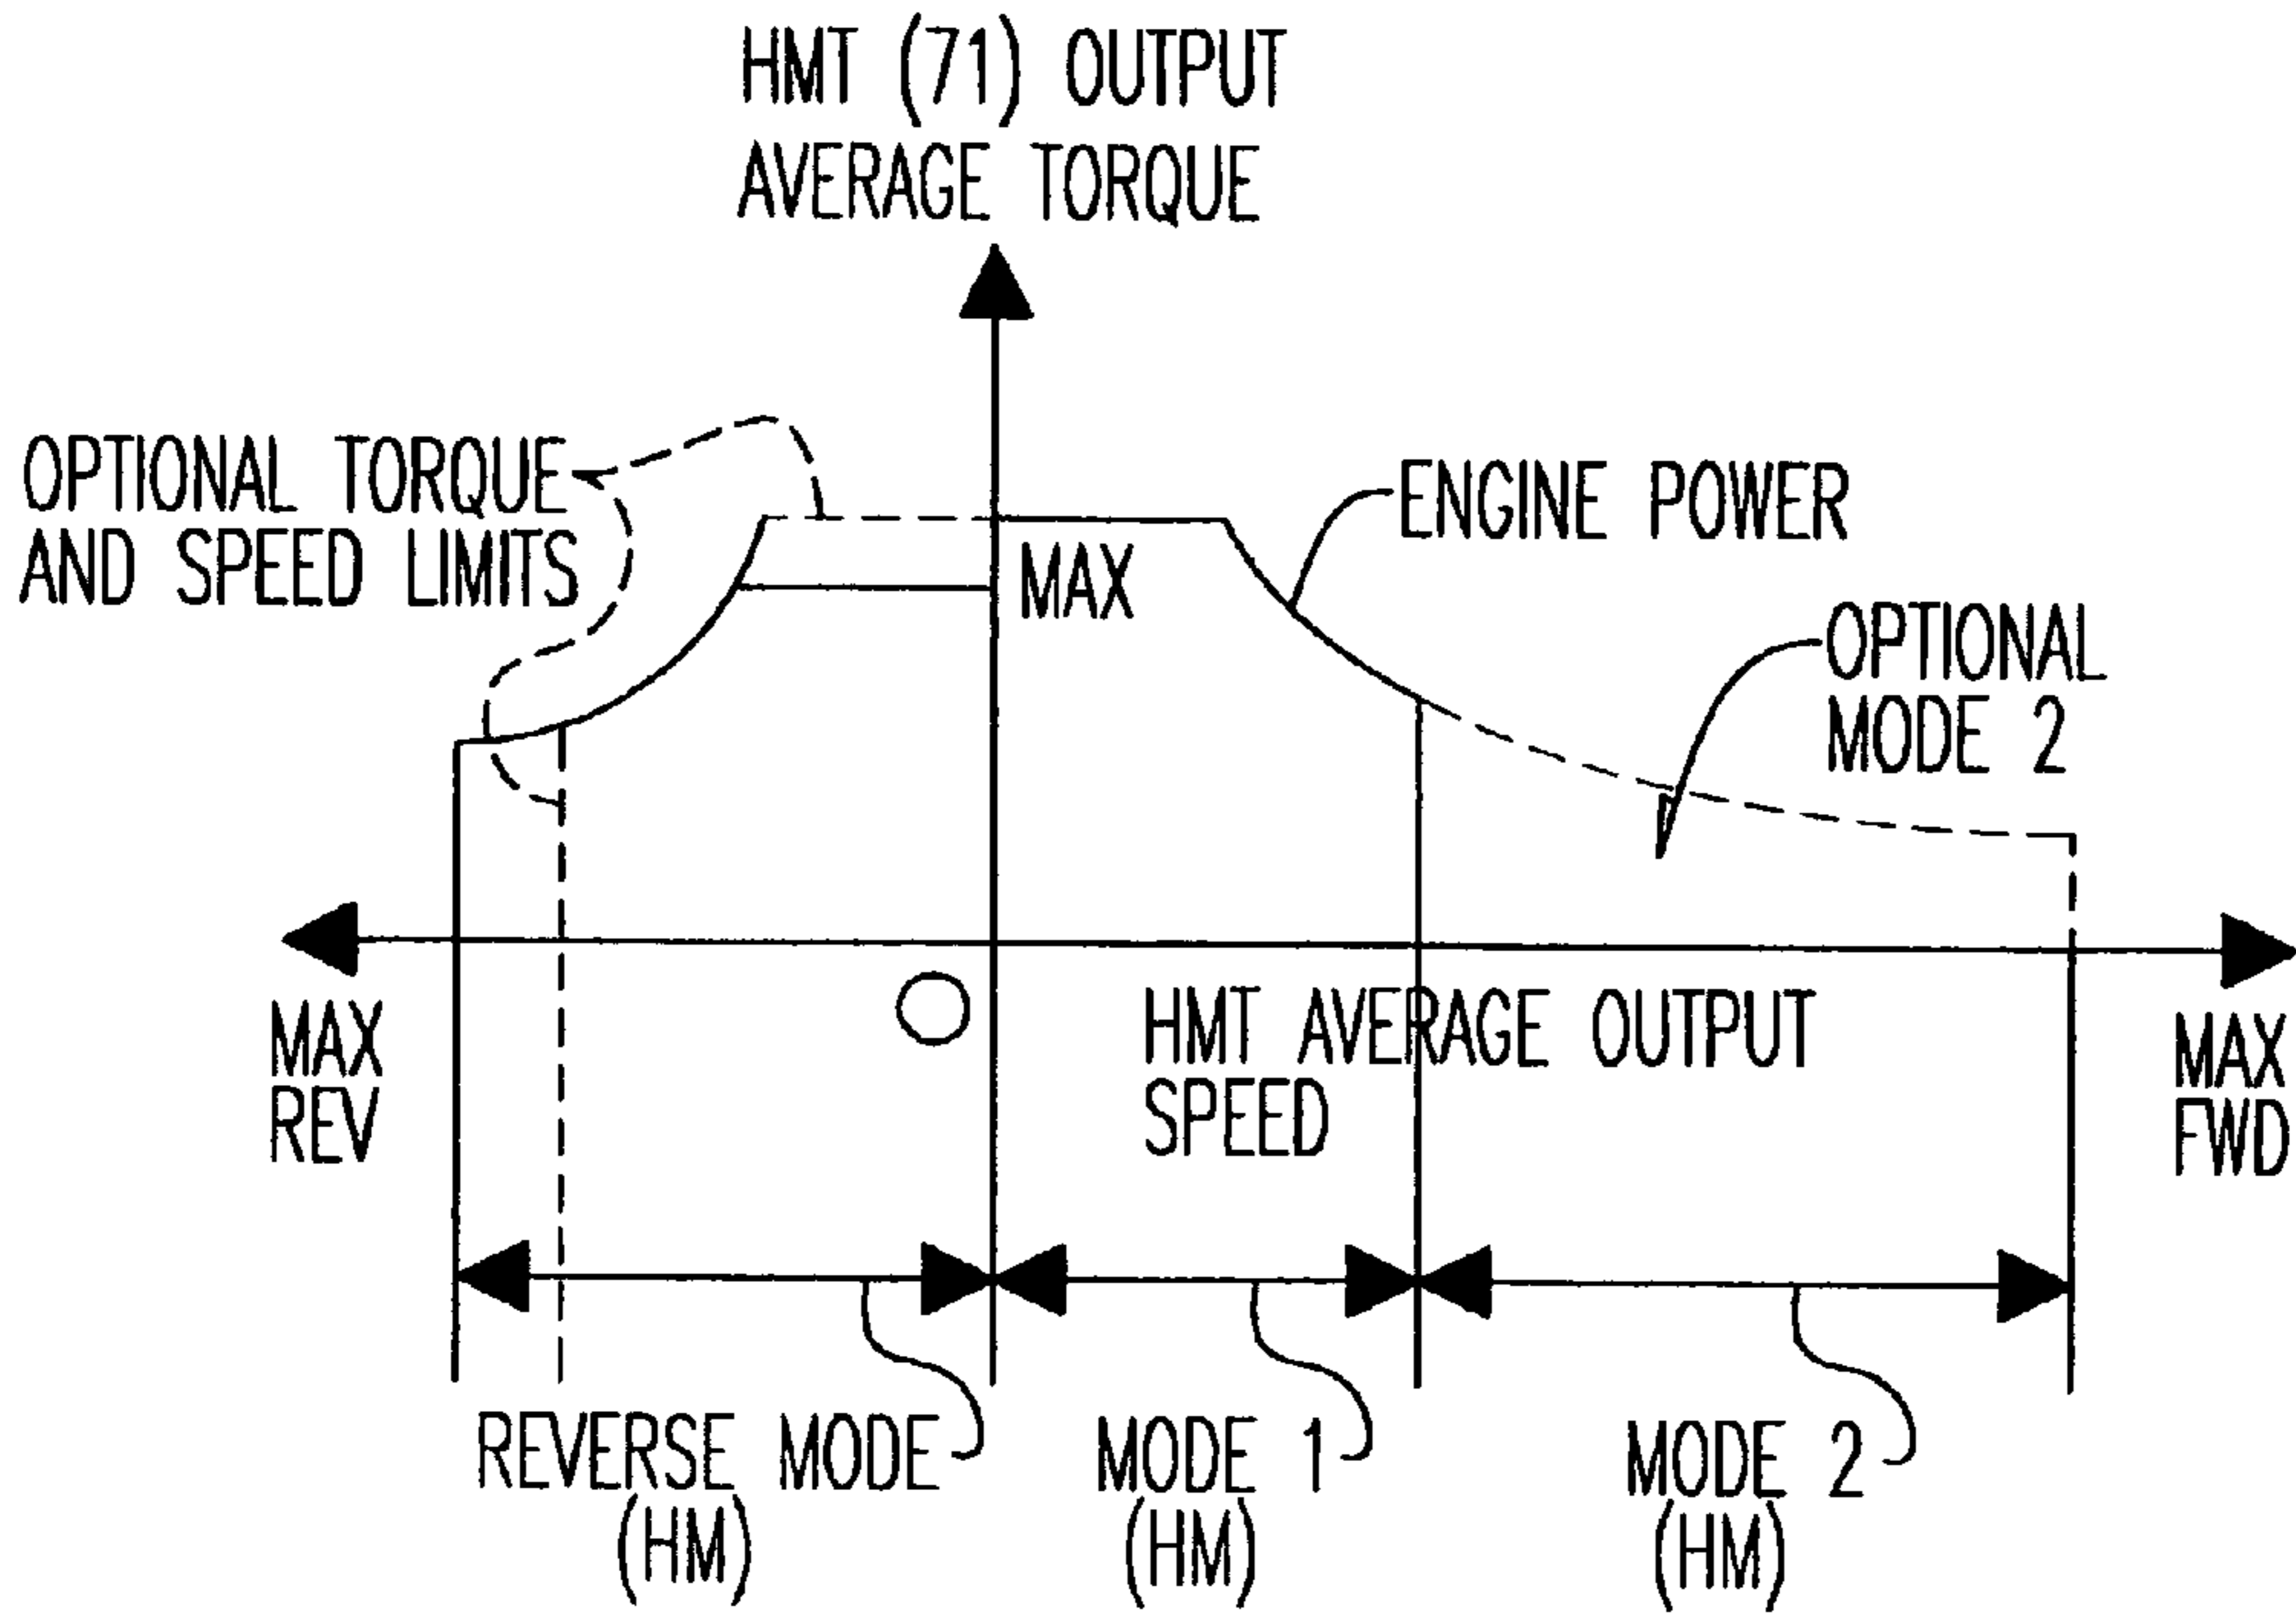 HMT (71) OUTPUT
AVERAGE TORQUE
OPTIONAL TORQUE
AND SPEED LIMITS
ENGINE POWER
MAX
OPTIONAL
MODE 2
O
MAX
REV
HMT AVERAGE OUTPUT
SPEED
MAX
FWD
REVERSE MODE
(HM)
MODE 1
(HM)
MODE 2
(HM)